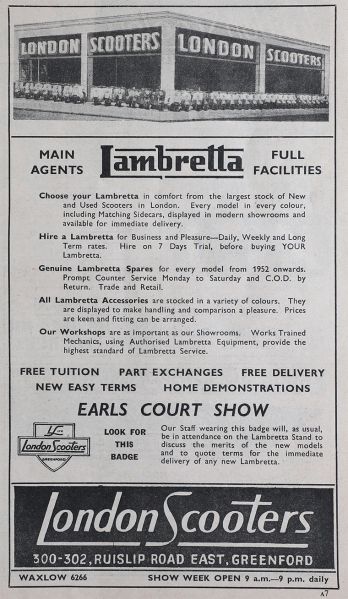 LONDON SCOOTERS LONDON SCOOTERS
MAIN AGENTS
Lambretta
FULL FACILITIES
Choose your Lambretta in comfort from the largest stock of New
and Used Scooters in London. Every model in every colour,
including Matching Sidecars, displayed in modern showrooms and
available for immediate delivery.
Hire a Lambretta for Business and Pleasure—Daily, Weekly and Long
Term rates. Hire on 7 Days Trial, before buying YOUR
Lambretta.
Genuine Lambretta Spares for every model from 1952 onwards.
Prompt Counter Service Monday to Saturday and C.O.D. by
Return. Trade and Retail.
All Lambretta Accessories are stocked in a variety of colours. They
are displayed to make handling and comparison a pleasure. Prices
are keen and fitting can be arranged.
Our Workshops are as important as our Showrooms. Works Trained
Mechanics, using Authorised Lambretta Equipment, provide the
highest standard of Lambretta Service.
FREE TUITION PART EXCHANGES FREE DELIVERY
NEW EASY TERMS HOME DEMONSTRATIONS
EARLS COURT SHOW
London Scooters
GREENFORD
LOOK FOR
THIS
BADGE
Our Staff wearing this badge will, as usual,
be in attendance on the Lambretta Stand to
discuss the merits of the new models
and to quote terms for the immediate
delivery of any new Lambretta.
London Scooters
300-302, RUISLIP ROAD EAST, GREENFORD
WAXLOW 6266 SHOW WEEK OPEN 9 a.m.—9 p.m. daily
A7